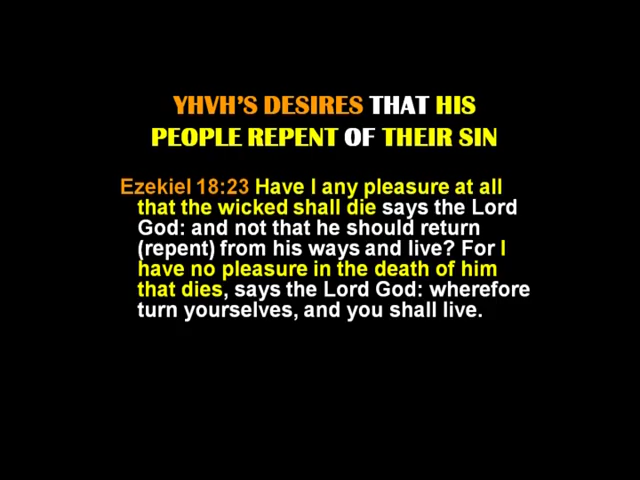 YHVH'S DESIRES THAT HIS
PEOPLE REPENT OF THEIR SIN
Ezekiel 18:23 Have I any pleasure at all
that the wicked shall die says the Lord
God: and not that he should return
(repent) from his ways and live? For I
have no pleasure in the death of him
that dies, says the Lord God: wherefore
turn yourselves, and you shall live.